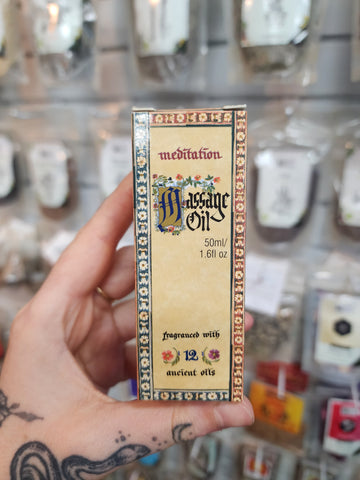 meditation
Massage
Oil
50ml/
1.6fl oz
fragranced with
12
ancient oils